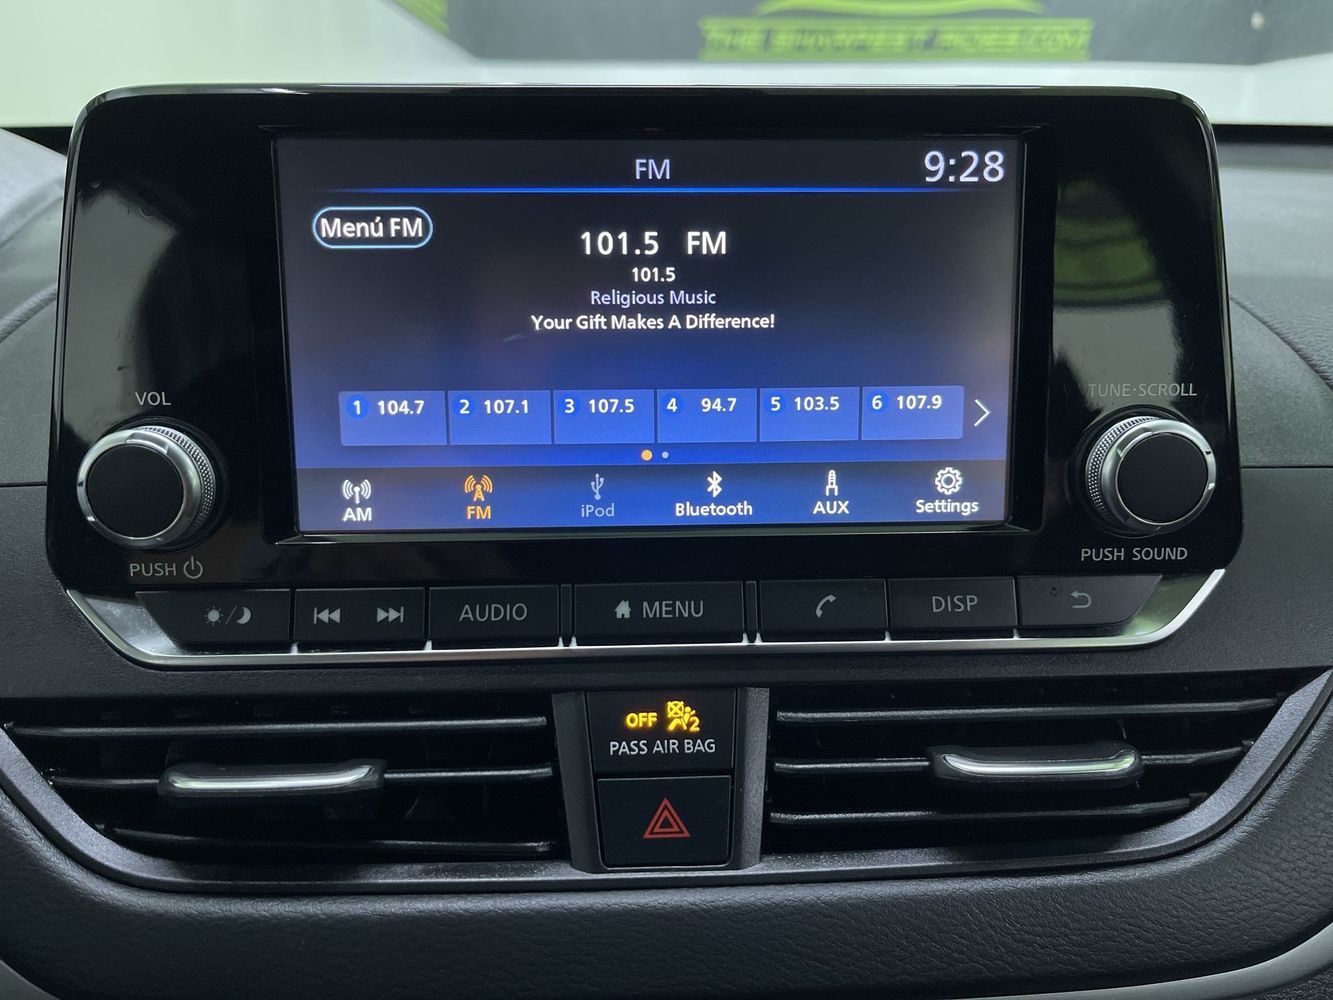 FM
9:28
Menú FM
101.5 FM
101.5
Religious Music
Your Gift Makes A Difference!
1 104.7
2 107.1
3 107.5
4 94.7
5 103.5
6 107.9
AM
FM
iPod
Bluetooth
AUX
Settings
VOL
PUSH
TUNE·SCROLL
PUSH SOUND
AUDIO
MENU
DISP
OFF 2
PASS AIR BAG